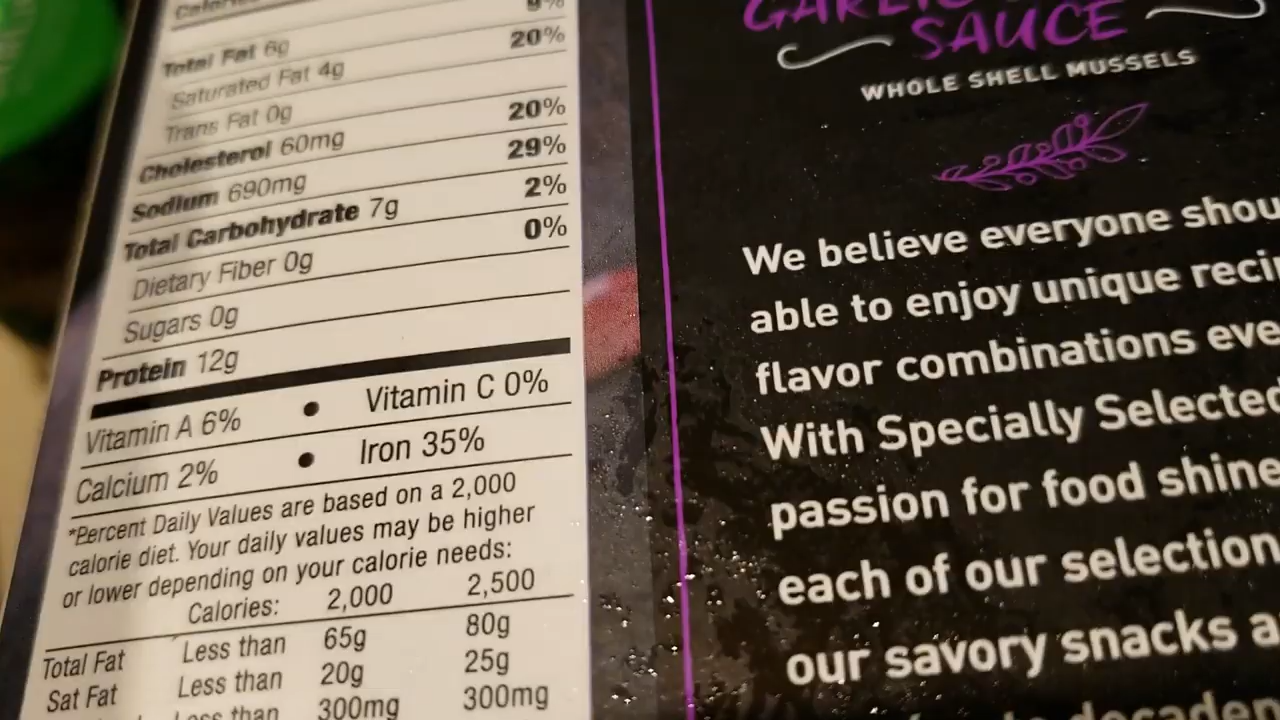 Calories
9%
Total Fat 6g
20%
Saturated Fat 4g
Trans Fat 0g
20%
Cholesterol 60mg
29%
Sodium 690mg
2%
Total Carbohydrate 7g
0%
Dietary Fiber 0g
Sugars 0g
Protein 12g
Vitamin A 6% • Vitamin C 0%
Calcium 2% • Iron 35%
*Percent Daily Values are based on a 2,000
calorie diet. Your daily values may be higher
or lower depending on your calorie needs:
Calories: 2,000 2,500
Total Fat Less than 65g 80g
Sat Fat Less than 20g 25g
Less than 300mg 300mg
GARLIC
SAUCE
WHOLE SHELL MUSSELS
We believe everyone shou
able to enjoy unique reci
flavor combinations eve
With Specially Selected
passion for food shine
each of our selection
our savory snacks a